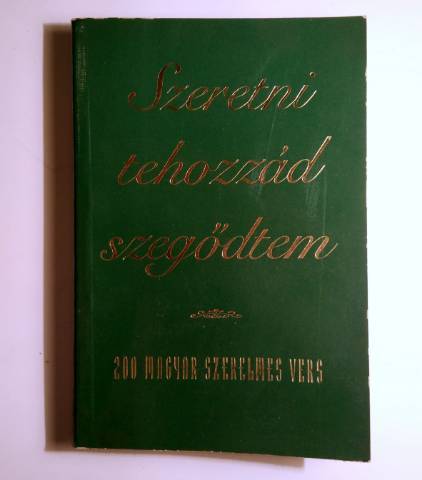 Szeretni
tehozzád
szegődtem
200 MAGYAR SZERELMES VERS